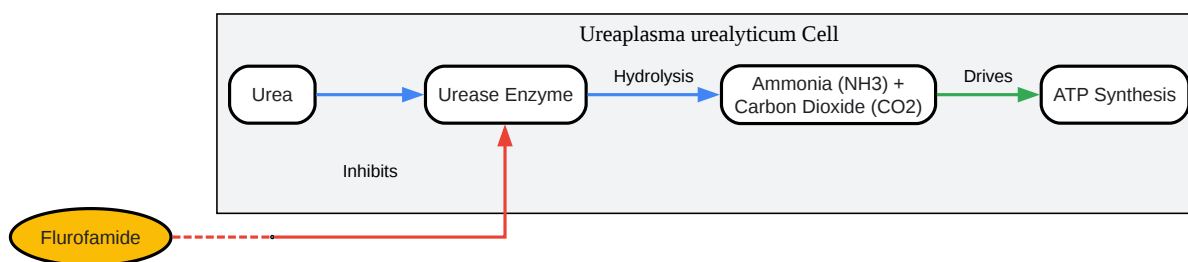 Ureaplasma urealyticum Cell
Urea
Urease Enzyme
Hydrolysis
Ammonia (NH3) +
Carbon Dioxide (CO2)
Drives
ATP Synthesis
Inhibits
Flurofamide